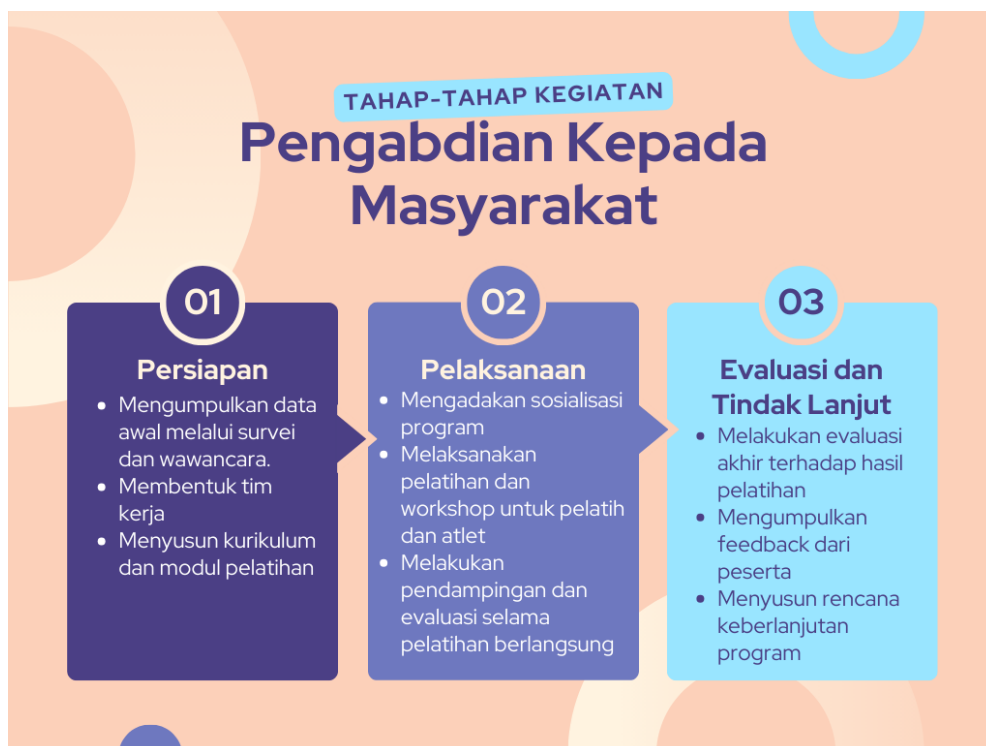 TAHAP-TAHAP KEGIATAN
Pengabdian Kepada
Masyarakat
01
Persiapan
• Mengumpulkan data
awal melalui survei
dan wawancara.
• Membentuk tim
kerja
• Menyusun kurikulum
dan modul pelatihan
02
Pelaksanaan
• Mengadakan sosialisasi
program
• Melaksanakan
pelatihan dan
workshop untuk pelatih
dan atlet
• Melakukan
pendampingan dan
evaluasi selama
pelatihan berlangsung
03
Evaluasi dan
Tindak Lanjut
• Melakukan evaluasi
akhir terhadap hasil
pelatihan
• Mengumpulkan
feedback dari
peserta
• Menyusun rencana
keberlanjutan
program